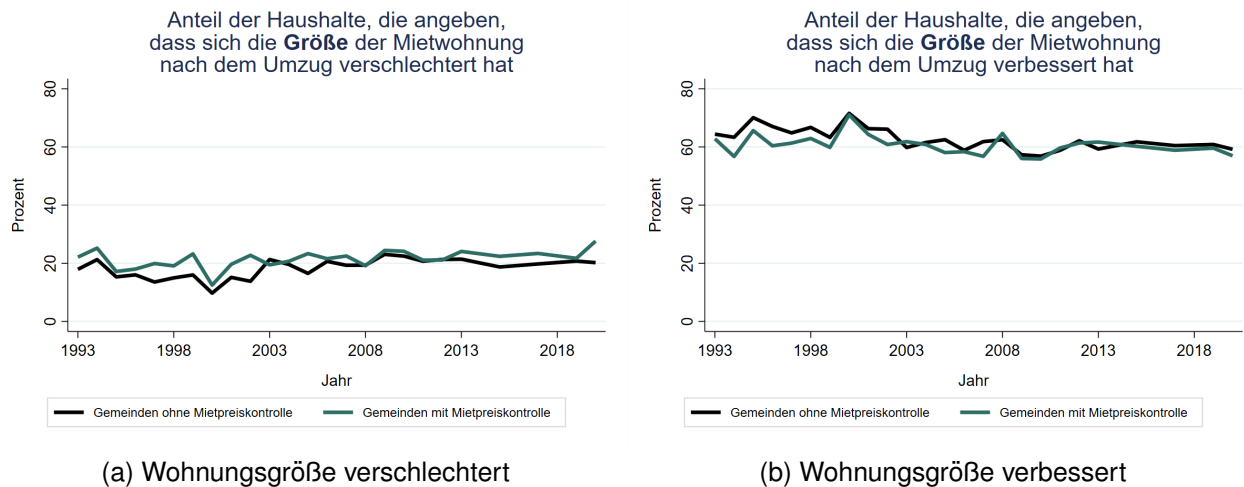 Anteil der Haushalte, die angeben,
dass sich die Größe der Mietwohnung
nach dem Umzug verschlechtert hat
80
60
40
20
0
Prozent
1993
1998
2003
2008
2013
2018
Jahr
Gemeinden ohne Mietpreiskontrolle
Gemeinden mit Mietpreiskontrolle
(a) Wohnungsgröße verschlechtert
Anteil der Haushalte, die angeben,
dass sich die Größe der Mietwohnung
nach dem Umzug verbessert hat
80
60
40
20
0
Prozent
1993
1998
2003
2008
2013
2018
Jahr
Gemeinden ohne Mietpreiskontrolle
Gemeinden mit Mietpreiskontrolle
(b) Wohnungsgröße verbessert